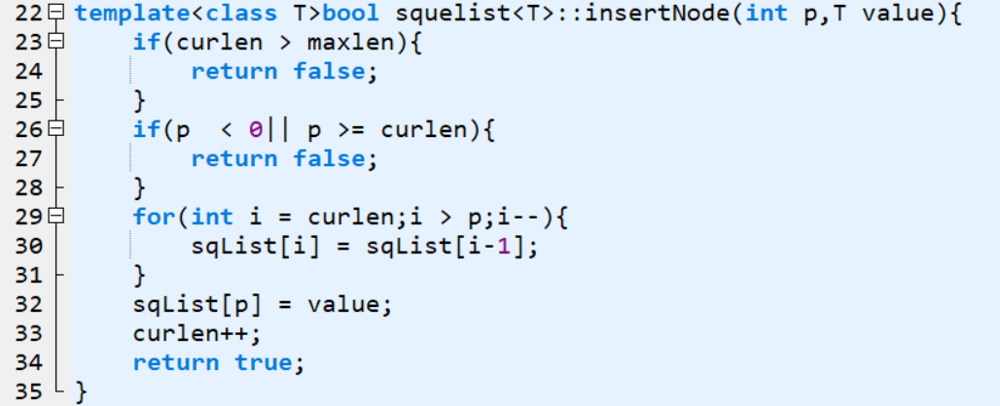 22 template<class T>bool squelist<T>::insertNode(int p,T value){
23     if(curlen > maxlen){
24         return false;
25     }
26     if(p  < 0|| p >= curlen){
27         return false;
28     }
29     for(int i = curlen;i > p;i--){
30         sqList[i] = sqList[i-1];
31     }
32     sqList[p] = value;
33     curlen++;
34     return true;
35 }